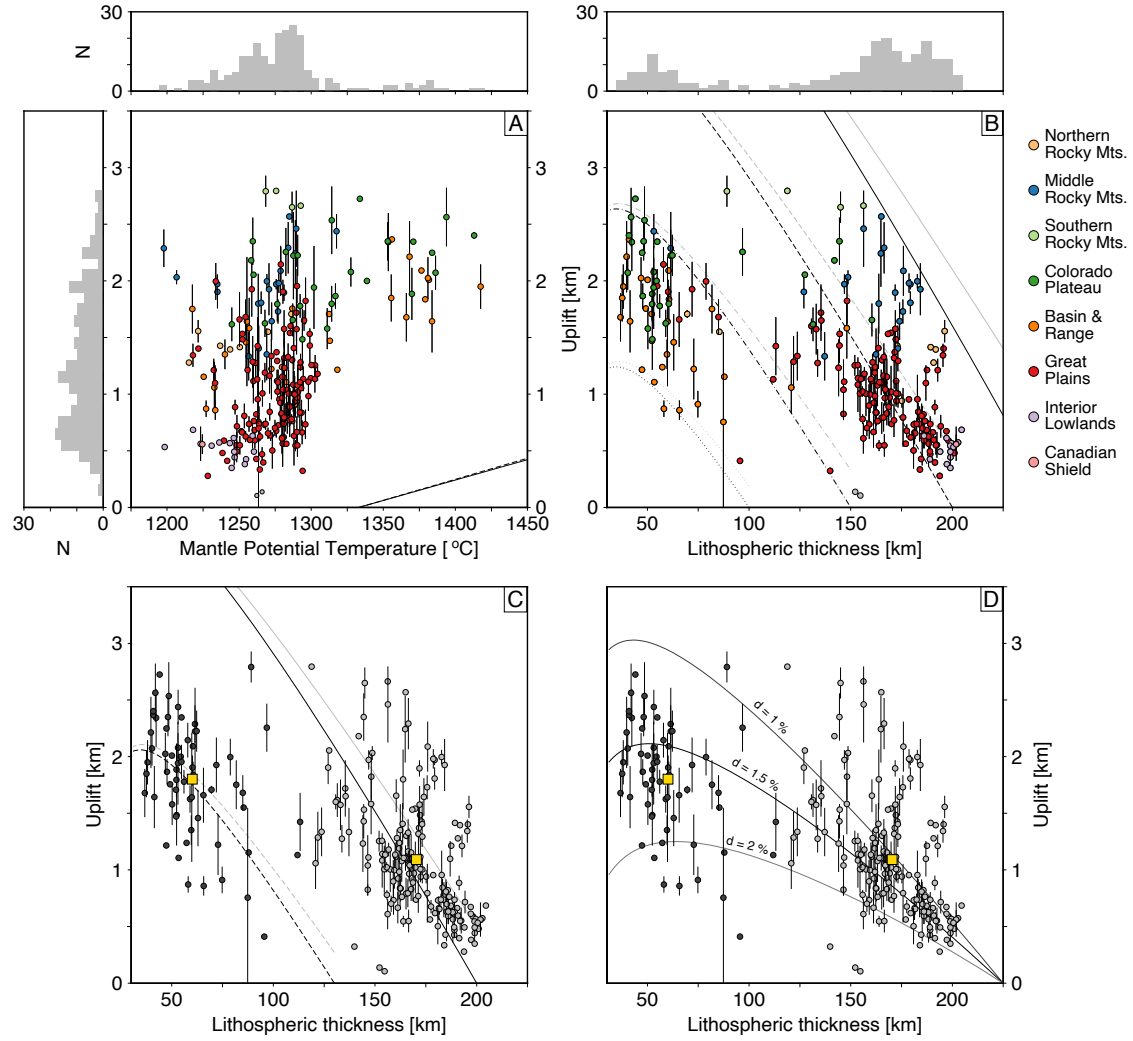 30
N
0
30
0
A
3
2
1
0
B
3
2
1
0
Uplift [km]
Northern
Rocky Mts.
Middle
Rocky Mts.
Southern
Rocky Mts.
Colorado
Plateau
Basin &
Range
Great
Plains
Interior
Lowlands
Canadian
Shield
30
0
N
1200
1250
1300
1350
1400
1450
Mantle Potential Temperature [ °C]
50
100
150
200
Lithospheric thickness [km]
C
3
2
1
0
Uplift [km]
50
100
150
200
Lithospheric thickness [km]
D
d = 1 %
d = 1.5 %
d = 2 %
3
2
1
0
Uplift [km]
50
100
150
200
Lithospheric thickness [km]